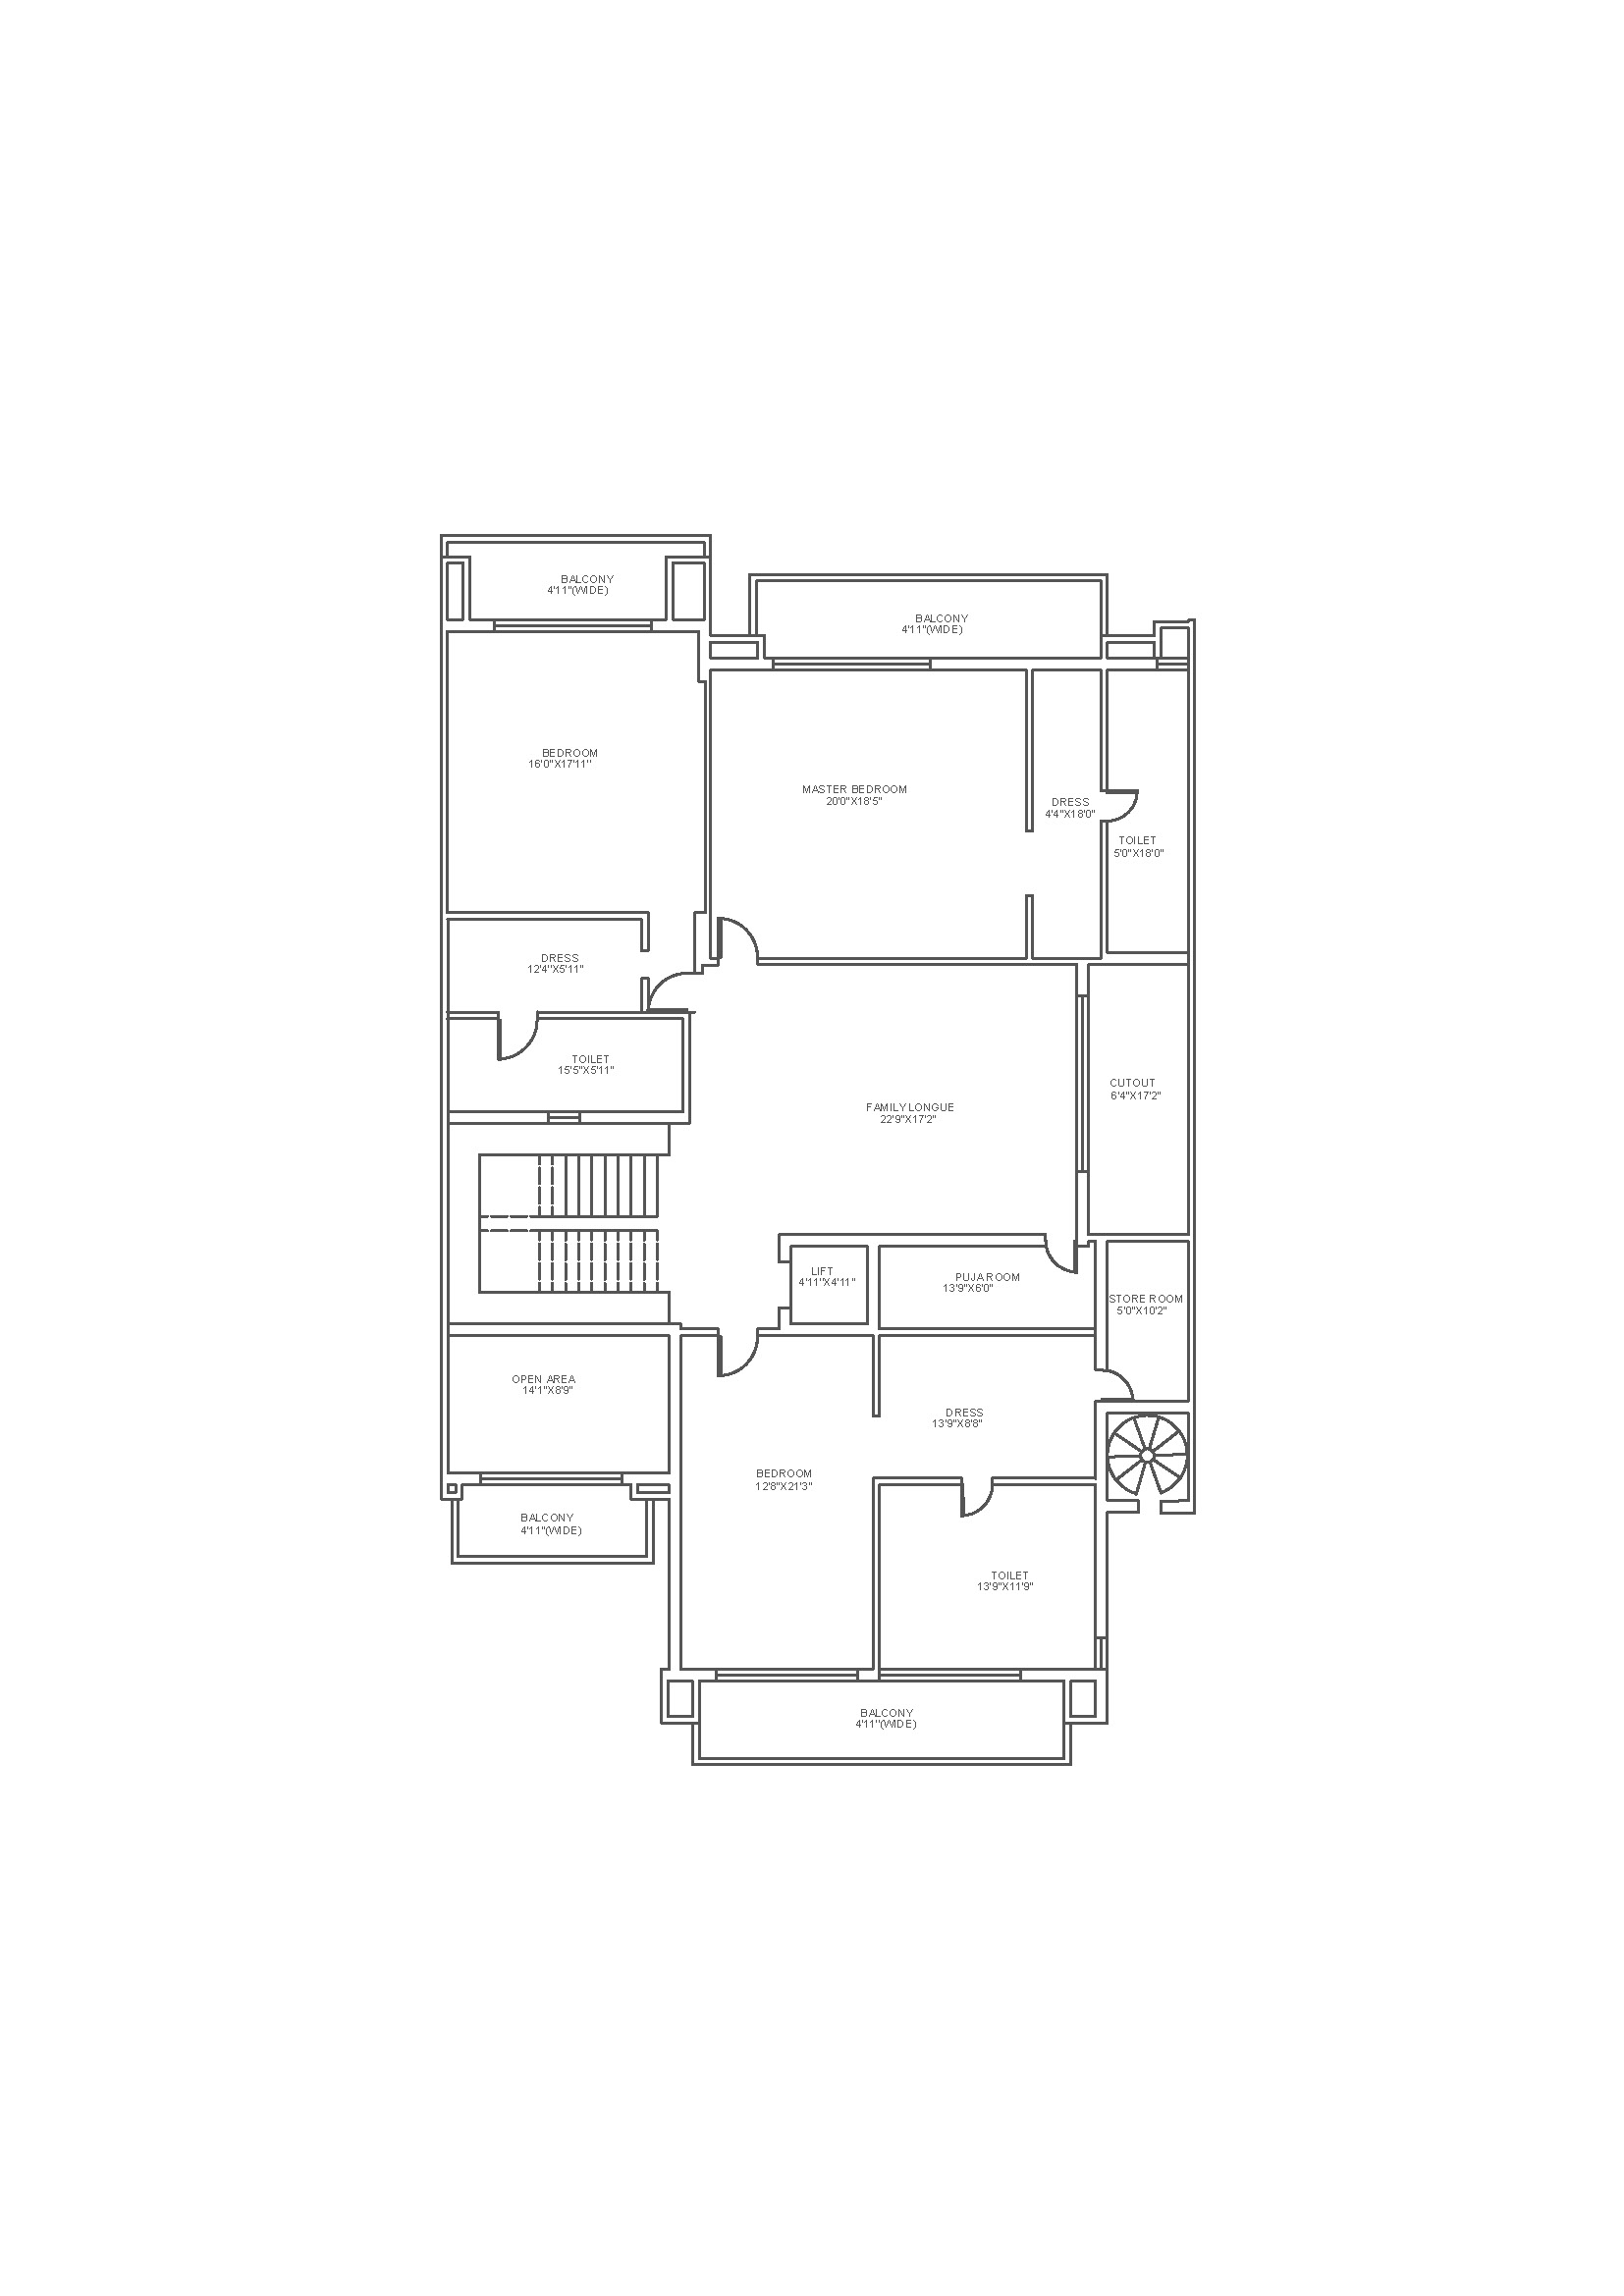 BALCONY
4'11"(WIDE)
BALCONY
4'11"(WIDE)
BEDROOM
16'0"X17'11"
MASTER BEDROOM
20'0"X18'5"
DRESS
4'4"X18'0"
TOILET
5'0"X18'0"
DRESS
12'4"X5'11"
TOILET
15'5"X5'11"
CUTOUT
6'4"X17'2"
FAMILY LONGUE
22'9"X17'2"
LIFT
4'11"X4'11"
PUJA ROOM
13'9"X6'0"
STORE ROOM
5'0"X10'2"
OPEN AREA
14'1"X8'9"
DRESS
13'9"X8'8"
BEDROOM
12'8"X21'3"
BALCONY
4'11"(WIDE)
TOILET
13'9"X11'9"
BALCONY
4'11"(WIDE)